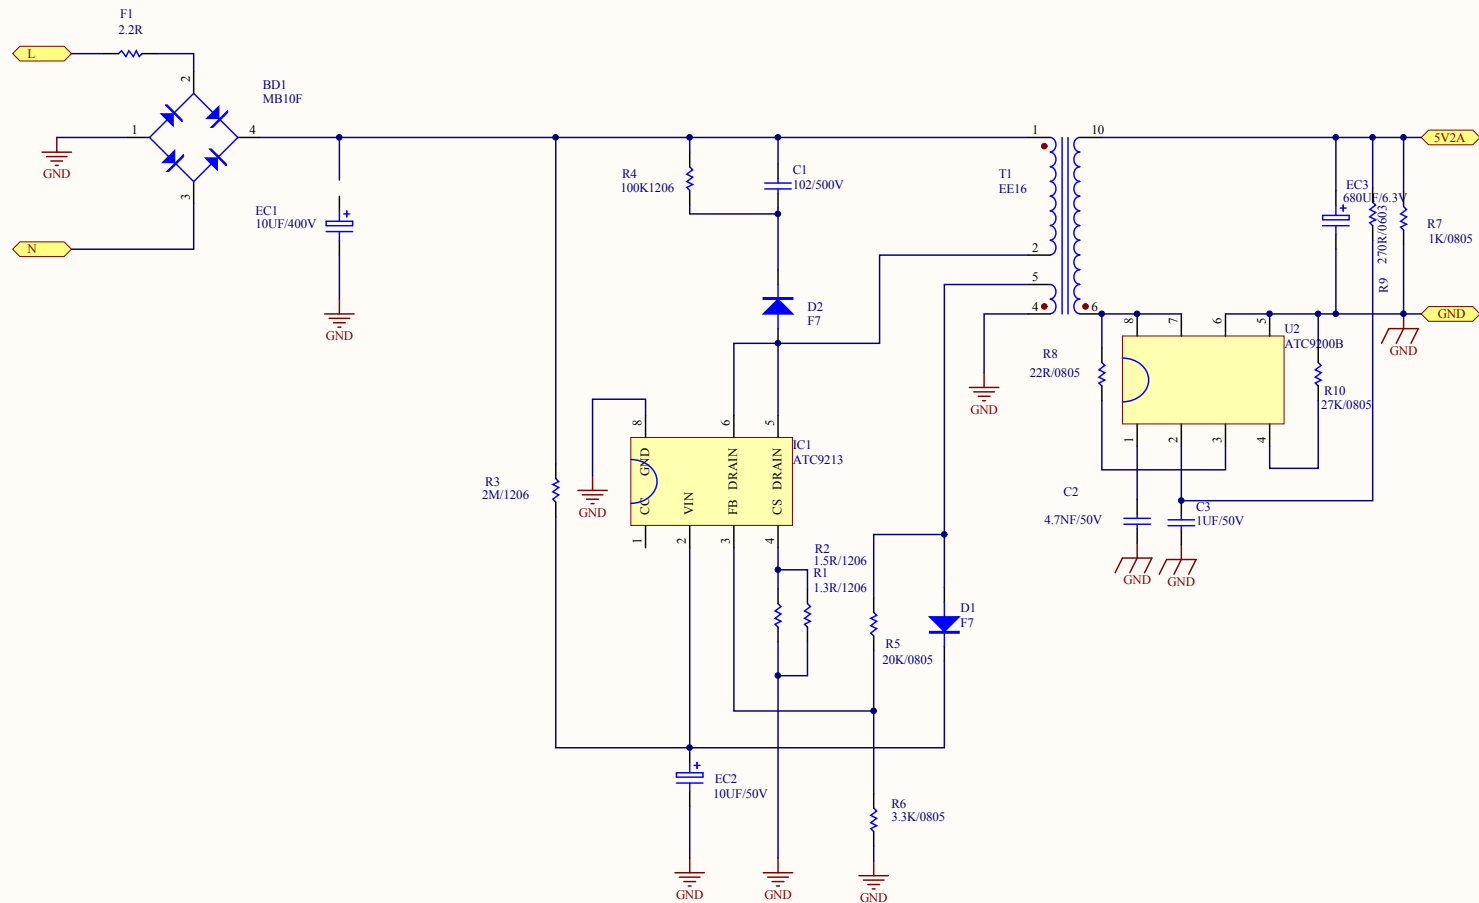 F1
2.2R
L
2
BD1
MB10F
1
4
GND
3
N
EC1
10UF/400V
+
GND
R4
100K1206
C1
102/500V
1
10
T1
EE16
2
5
4
6
5V2A
EC3
680UF/6.3V
+
R7
1K/0805
R9 270R/0603
GND
GND
D2
F7
GND
R8
22R/0805
8
7
6
5
U2
ATC9200B
R10
27K/0805
1
2
3
4
C2
4.7NF/50V
C3
1UF/50V
GND
GND
R3
2M/1206
GND
8
6
5
IC1
ATC9213
CC GND
VIN
FB DRAIN
CS DRAIN
1
2
3
4
R2
1.5R/1206
R1
1.3R/1206
R5
20K/0805
D1
F7
+
EC2
10UF/50V
R6
3.3K/0805
GND
GND
GND